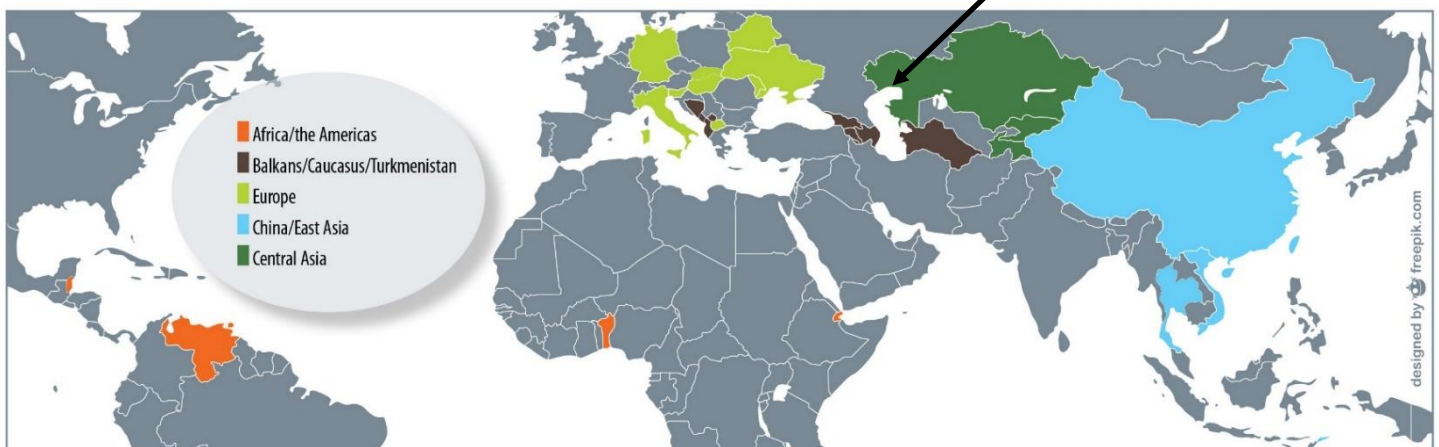 Africa/the Americas
Balkans/Caucasus/Turkmenistan
Europe
China/East Asia
Central Asia
designed by freepik.com